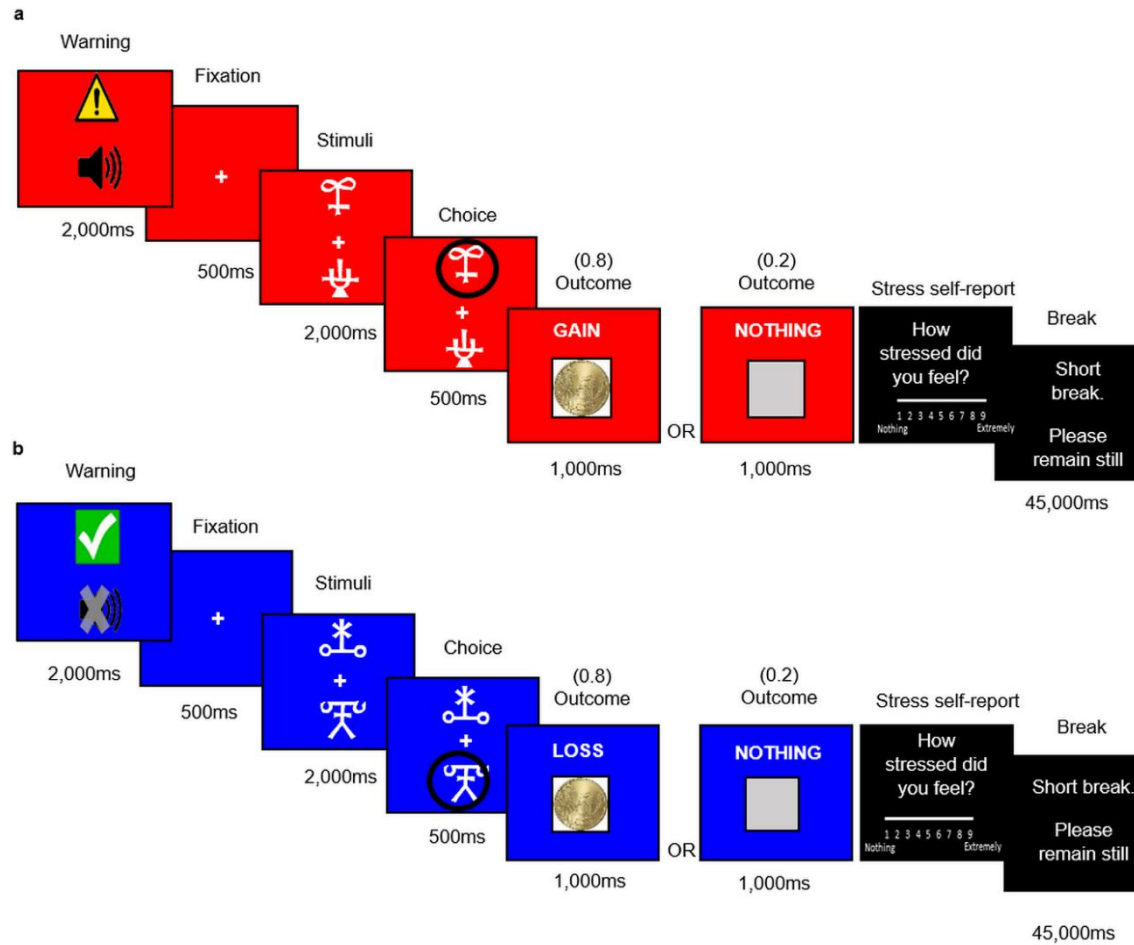 a
Warning
Fixation
Stimuli
Choice
(0.8)
Outcome
(0.2)
Outcome
Stress self-report
Break
GAIN
NOTHING
How
stressed did
you feel?
1 2 3 4 5 6 7 8 9
Nothing
Extremely
Short
break.
Please
remain still
2,000ms
500ms
2,000ms
500ms
1,000ms
OR
1,000ms
45,000ms
b
Warning
Fixation
Stimuli
Choice
(0.8)
Outcome
(0.2)
Outcome
Stress self-report
Break
LOSS
NOTHING
How
stressed did
you feel?
1 2 3 4 5 6 7 8 9
Nothing
Extremely
Short break.
Please
remain still
2,000ms
500ms
2,000ms
500ms
1,000ms
OR
1,000ms
45,000ms